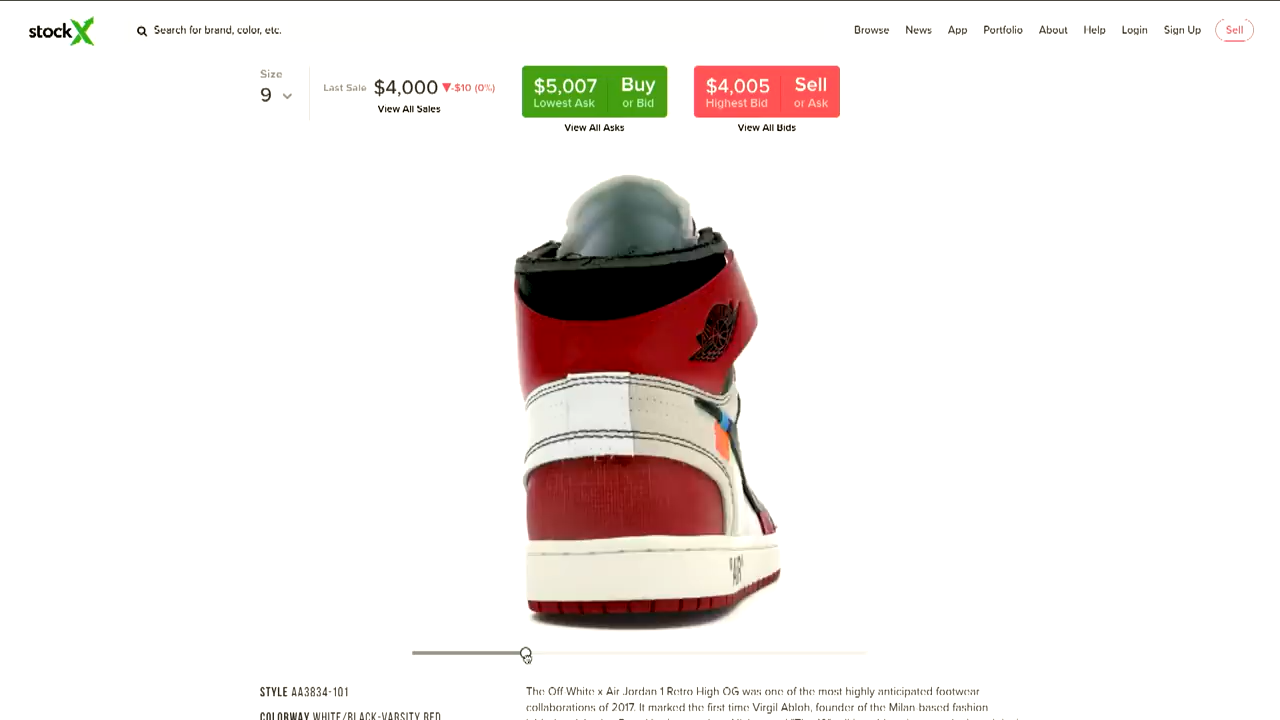 stockX
Search for brand, color, etc.
Browse News App Portfolio About Help Login Sign Up Sell
Size
9
Last Sale $4,000 ▼-$10 (0%)
View All Sales
$5,007 Buy
Lowest Ask or Bid
View All Asks
$4,005 Sell
Highest Bid or Ask
View All Bids
"AIR"
STYLE AA3834-101
COLORWAY WHITE/BLACK-VARSITY RED
The Off White x Air Jordan 1 Retro High OG was one of the most highly anticipated footwear
collaborations of 2017. It marked the first time Virgil Abloh, founder of the Milan based fashion